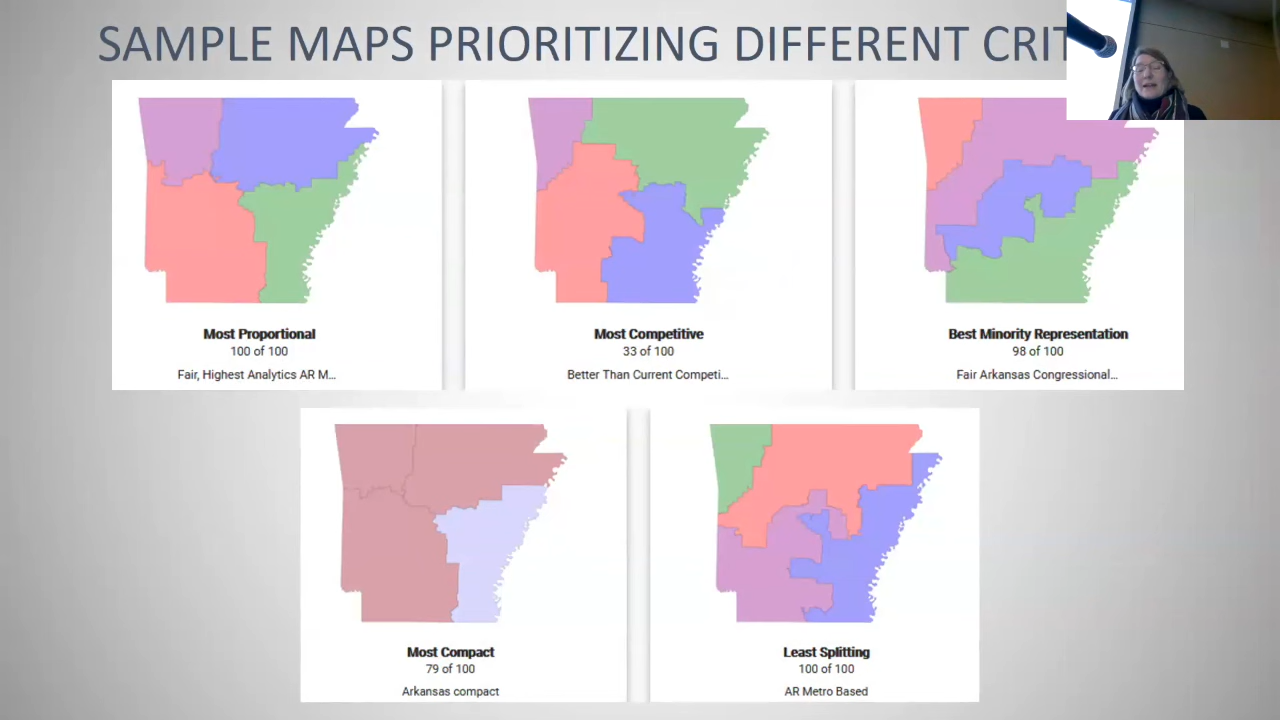 SAMPLE MAPS PRIORITIZING DIFFERENT CRIT
Most Proportional
100 of 100
Fair, Highest Analytics AR M...
Most Competitive
33 of 100
Better Than Current Competi...
Best Minority Representation
98 of 100
Fair Arkansas Congressional...
Most Compact
79 of 100
Arkansas compact
Least Splitting
100 of 100
AR Metro Based